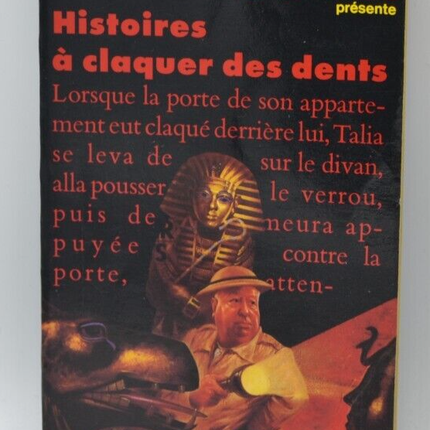 présente
Histoires
à claquer des dents
Lorsque la porte de son apparte-
ment eut claqué derrière lui, Talia
se leva de sur le divan,
alla pousser le verrou,
puis de meura ap-
puyée contre la
porte, atten-